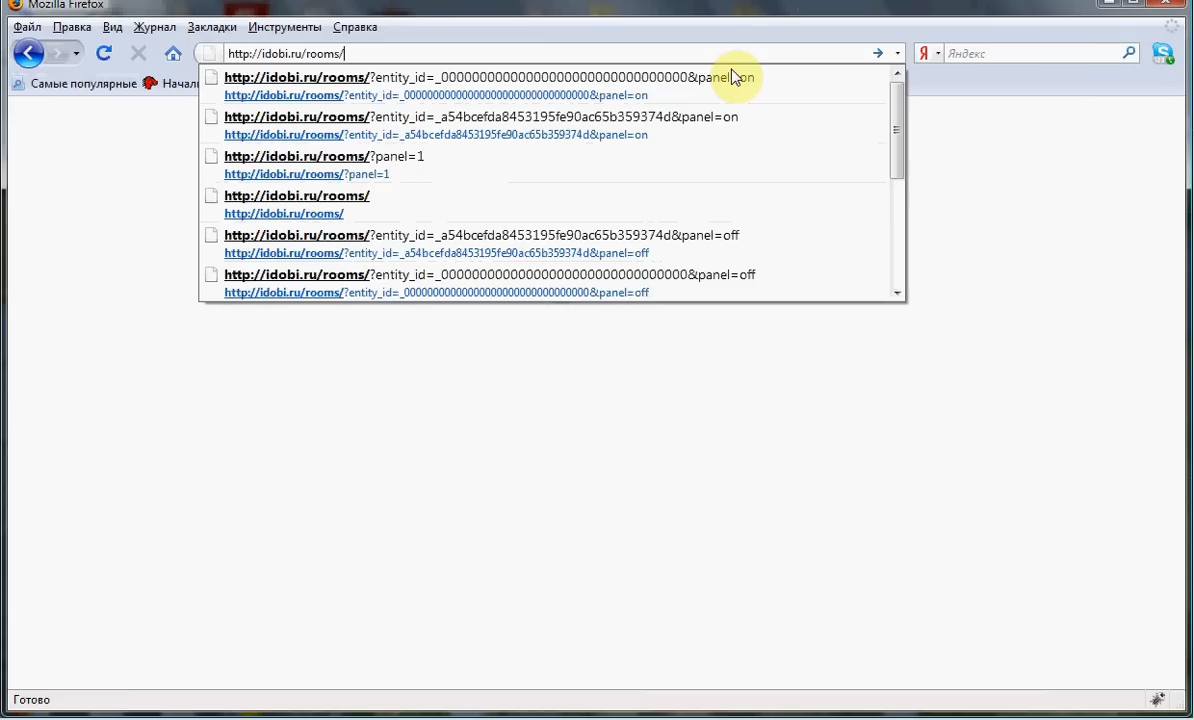 Mozilla Firefox
Файл Правка Вид Журнал Закладки Инструменты Справка
http://idobi.ru/rooms/ Яндекс
Самые популярные Начал
http://idobi.ru/rooms/?entity_id=_00000000000000000000000000000000&panel=on
http://idobi.ru/rooms/?entity_id=_00000000000000000000000000000000&panel=on
http://idobi.ru/rooms/?entity_id=_a54bcefda8453195fe90ac65b359374d&panel=on
http://idobi.ru/rooms/?entity_id=_a54bcefda8453195fe90ac65b359374d&panel=on
http://idobi.ru/rooms/?panel=1
http://idobi.ru/rooms/?panel=1
http://idobi.ru/rooms/
http://idobi.ru/rooms/
http://idobi.ru/rooms/?entity_id=_a54bcefda8453195fe90ac65b359374d&panel=off
http://idobi.ru/rooms/?entity_id=_a54bcefda8453195fe90ac65b359374d&panel=off
http://idobi.ru/rooms/?entity_id=_00000000000000000000000000000000&panel=off
http://idobi.ru/rooms/?entity_id=_00000000000000000000000000000000&panel=off
Готово